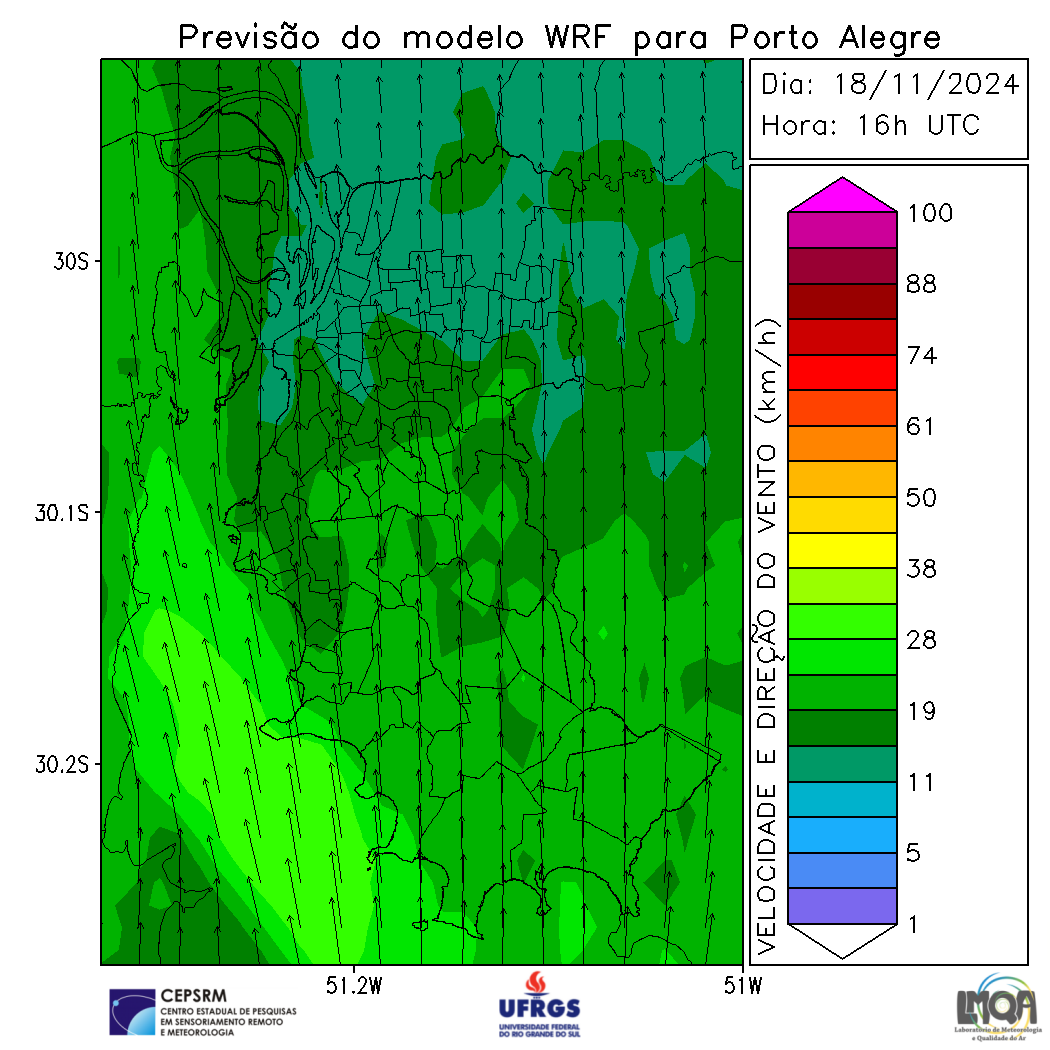 Previsão do modelo WRF para Porto Alegre
Dia: 18/11/2024
Hora: 16h UTC
30S
30.1S
30.2S
51.2W
51W
VELOCIDADE E DIREÇÃO DO VENTO (km/h)
100
88
74
61
50
38
28
19
11
5
1
CEPSRM
CENTRO ESTADUAL DE PESQUISAS
EM SENSORIAMENTO REMOTO
E METEOROLOGIA
UFRGS
UNIVERSIDADE FEDERAL
DO RIO GRANDE DO SUL
LMQA
Laboratório de Meteorologia
e Qualidade do Ar